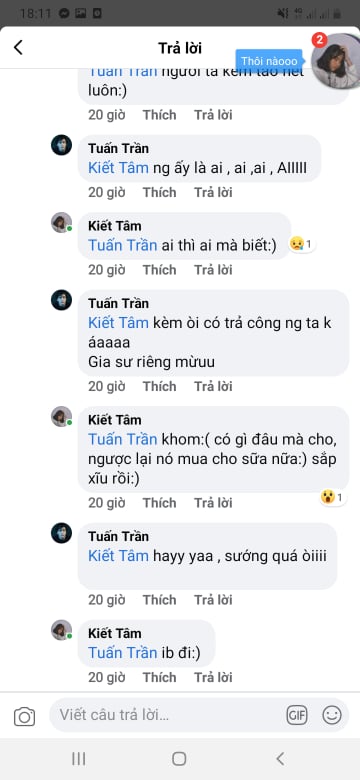 18:11
4G
Trả lời
2
Thôi nàooo
Tuấn Trần người ta kèm tao hết
luôn:)
20 giờ Thích Trả lời
Tuấn Trần
Kiết Tâm ng ấy là ai , ai ,ai , AIIIII
20 giờ Thích Trả lời
Kiết Tâm
Tuấn Trần ai thì ai mà biết:)
1
20 giờ Thích Trả lời
Tuấn Trần
Kiết Tâm kèm òi có trả công ng ta k
áaaaa
Gia sư riêng mừuu
20 giờ Thích Trả lời
Kiết Tâm
Tuấn Trần khom:( có gì đâu mà cho,
ngược lại nó mua cho sữa nữa:) sắp
xĩu rồi:)
1
20 giờ Thích Trả lời
Tuấn Trần
Kiết Tâm hayy yaa , sướng quá òiiii
20 giờ Thích Trả lời
Kiết Tâm
Tuấn Trần ib đi:)
20 giờ Thích Trả lời
Viết câu trả lời...
GIF